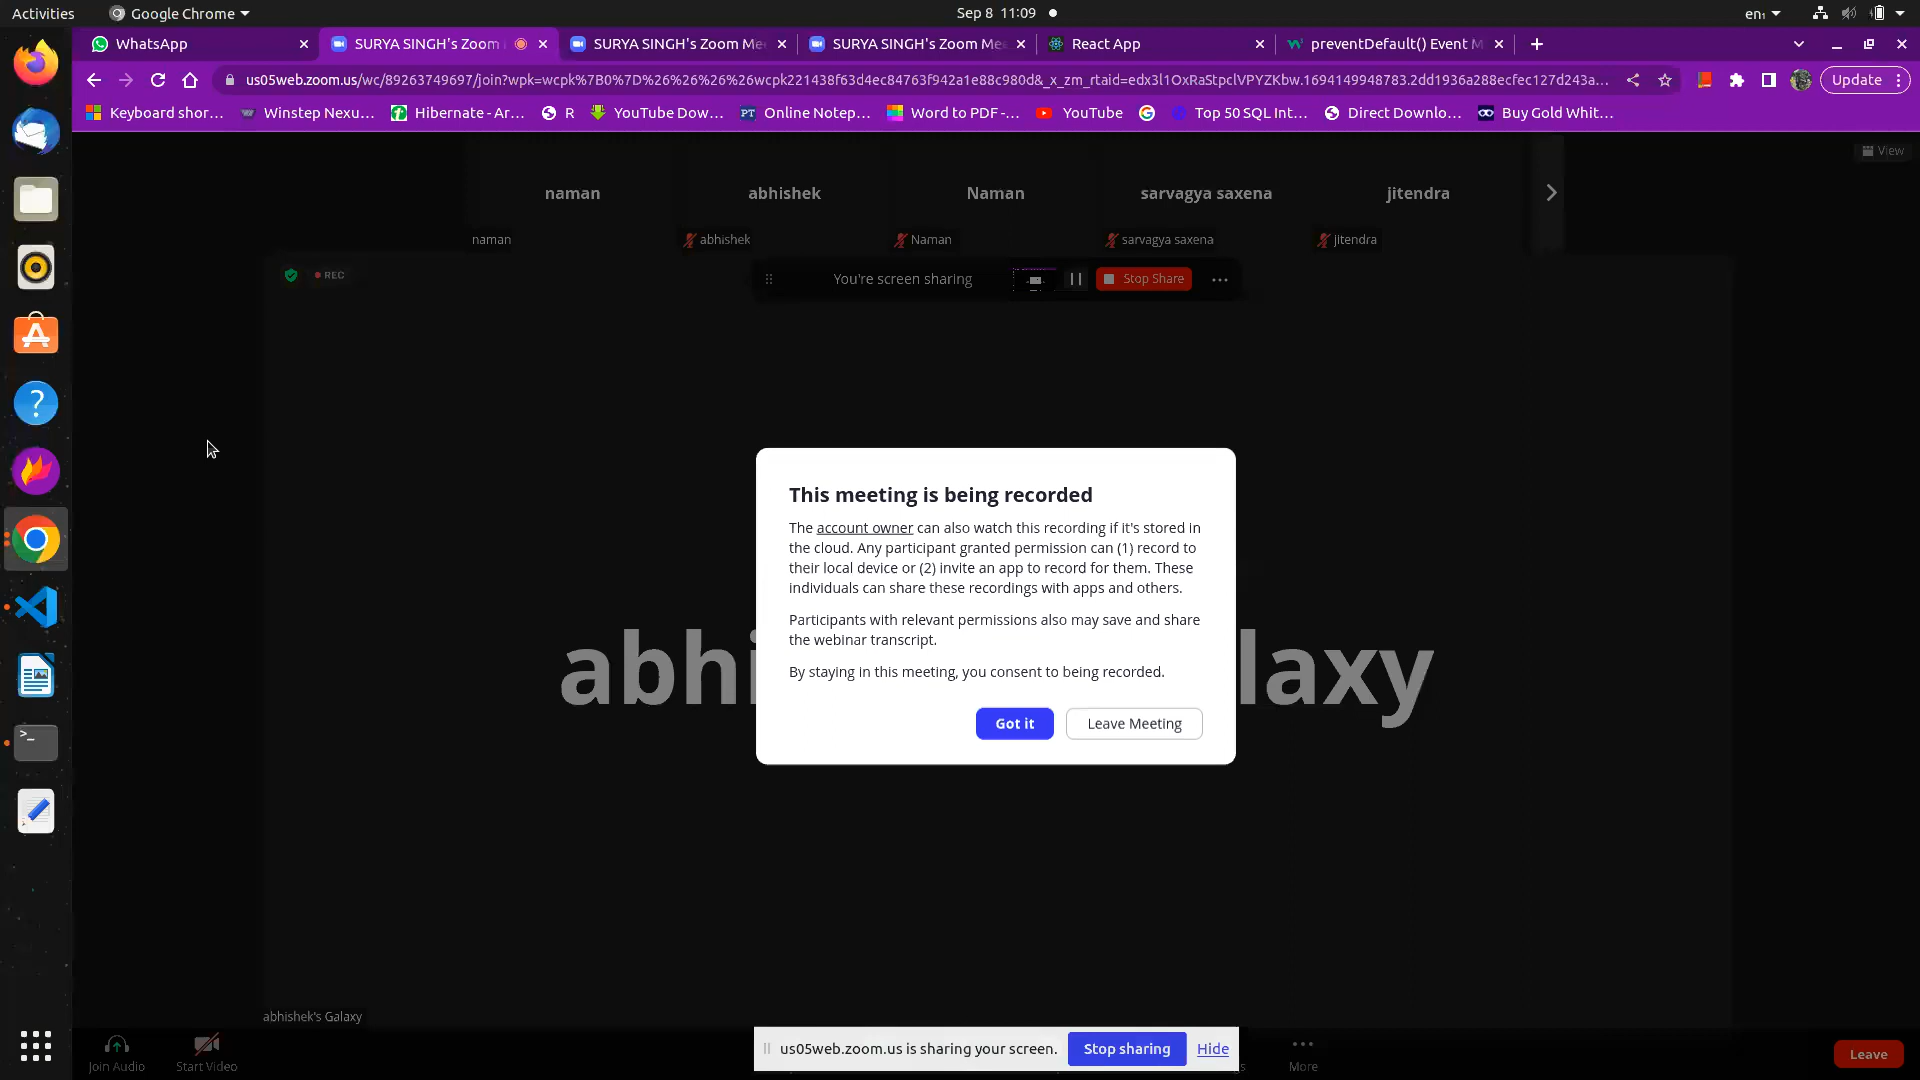 Activities
Google Chrome
Sep 8 11:09
en₁
WhatsApp
SURYA SINGH's Zoom
SURYA SINGH's Zoom Me
SURYA SINGH's Zoom Me
React App
preventDefault() Event M
us05web.zoom.us/wc/89263749697/join?wpk=wcpk%7B0%7D%26%26%26%26wcpk221438f63d4ec84763f942a1e88c980d&_x_zm_rtaid=edx3l1OxRaStpclVPYZKbw.1694149948783.2dd1936a288ecfec127d243a...
Update
Keyboard shor...
Winstep Nexu...
Hibernate - Ar...
R
YouTube Dow...
Online Notep...
Word to PDF -...
YouTube
Top 50 SQL Int...
Direct Downlo...
Buy Gold Whit...
View
naman
abhishek
Naman
sarvagya saxena
jitendra
naman
abhishek
Naman
sarvagya saxena
jitendra
REC
You're screen sharing
Stop Share
This meeting is being recorded
The account owner can also watch this recording if it's stored in
the cloud. Any participant granted permission can (1) record to
their local device or (2) invite an app to record for them. These
individuals can share these recordings with apps and others.
Participants with relevant permissions also may save and share
the webinar transcript.
By staying in this meeting, you consent to being recorded.
Got it
Leave Meeting
abhi
laxy
abhishek's Galaxy
Join Audio
Start Video
us05web.zoom.us is sharing your screen.
Stop sharing
Hide
More
Leave